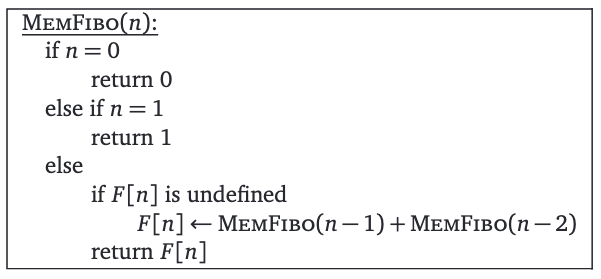 MEMFIBO(n):
if n = 0
return 0
else if n = 1
return 1
else
if F[n] is undefined
F[n] ← MEMFIBO(n − 1) + MEMFIBO(n − 2)
return F[n]